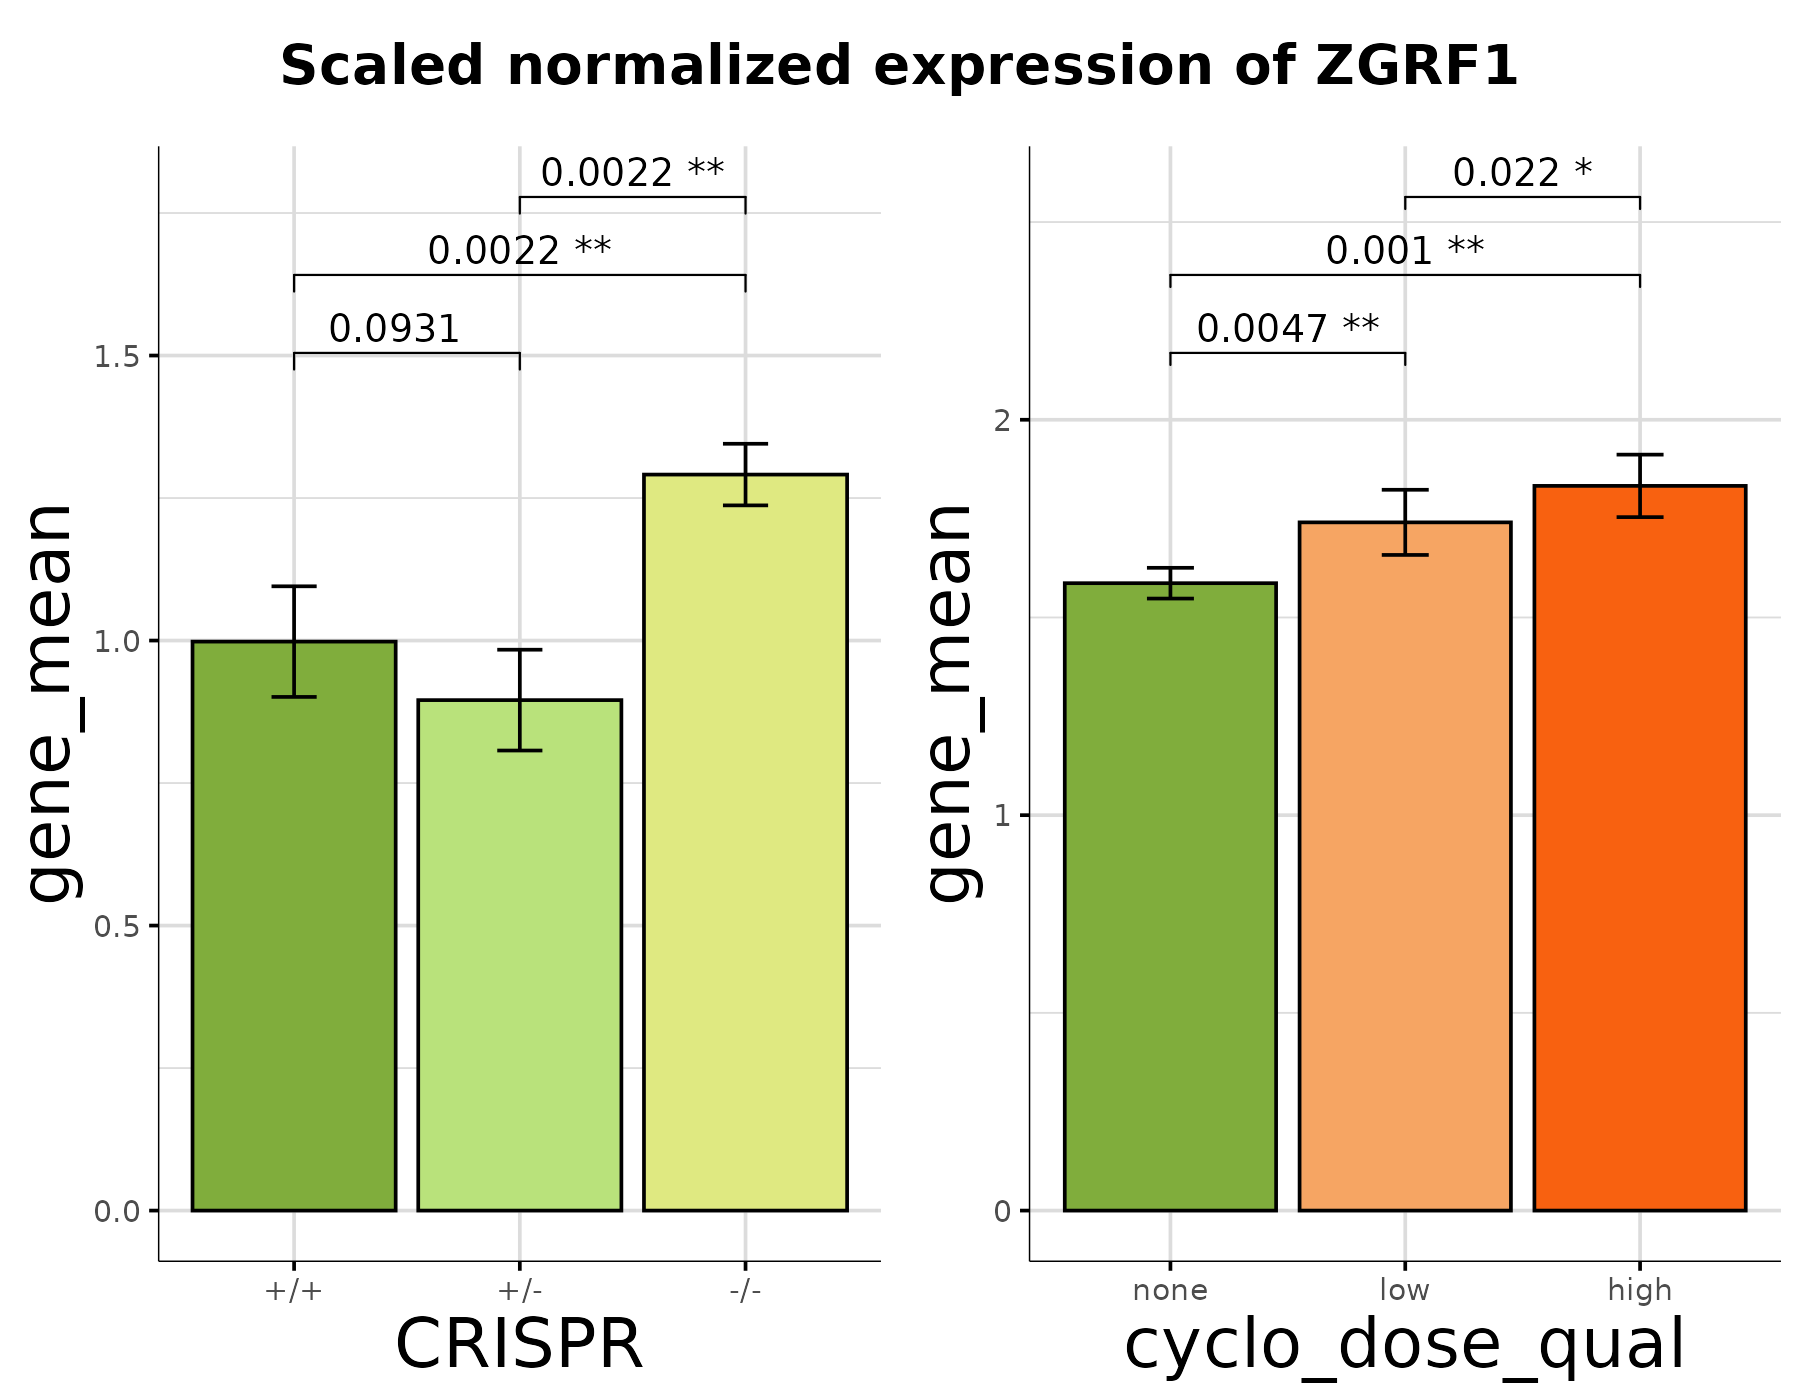 Scaled normalized expression of ZGRF1
gene_mean
1.5
1.0
0.5
0.0
0.0022 **
0.0022 **
0.0931
+/+
+/-
-/-
CRISPR
gene_mean
2
1
0
0.022 *
0.001 **
0.0047 **
none
low
high
cyclo_dose_qual